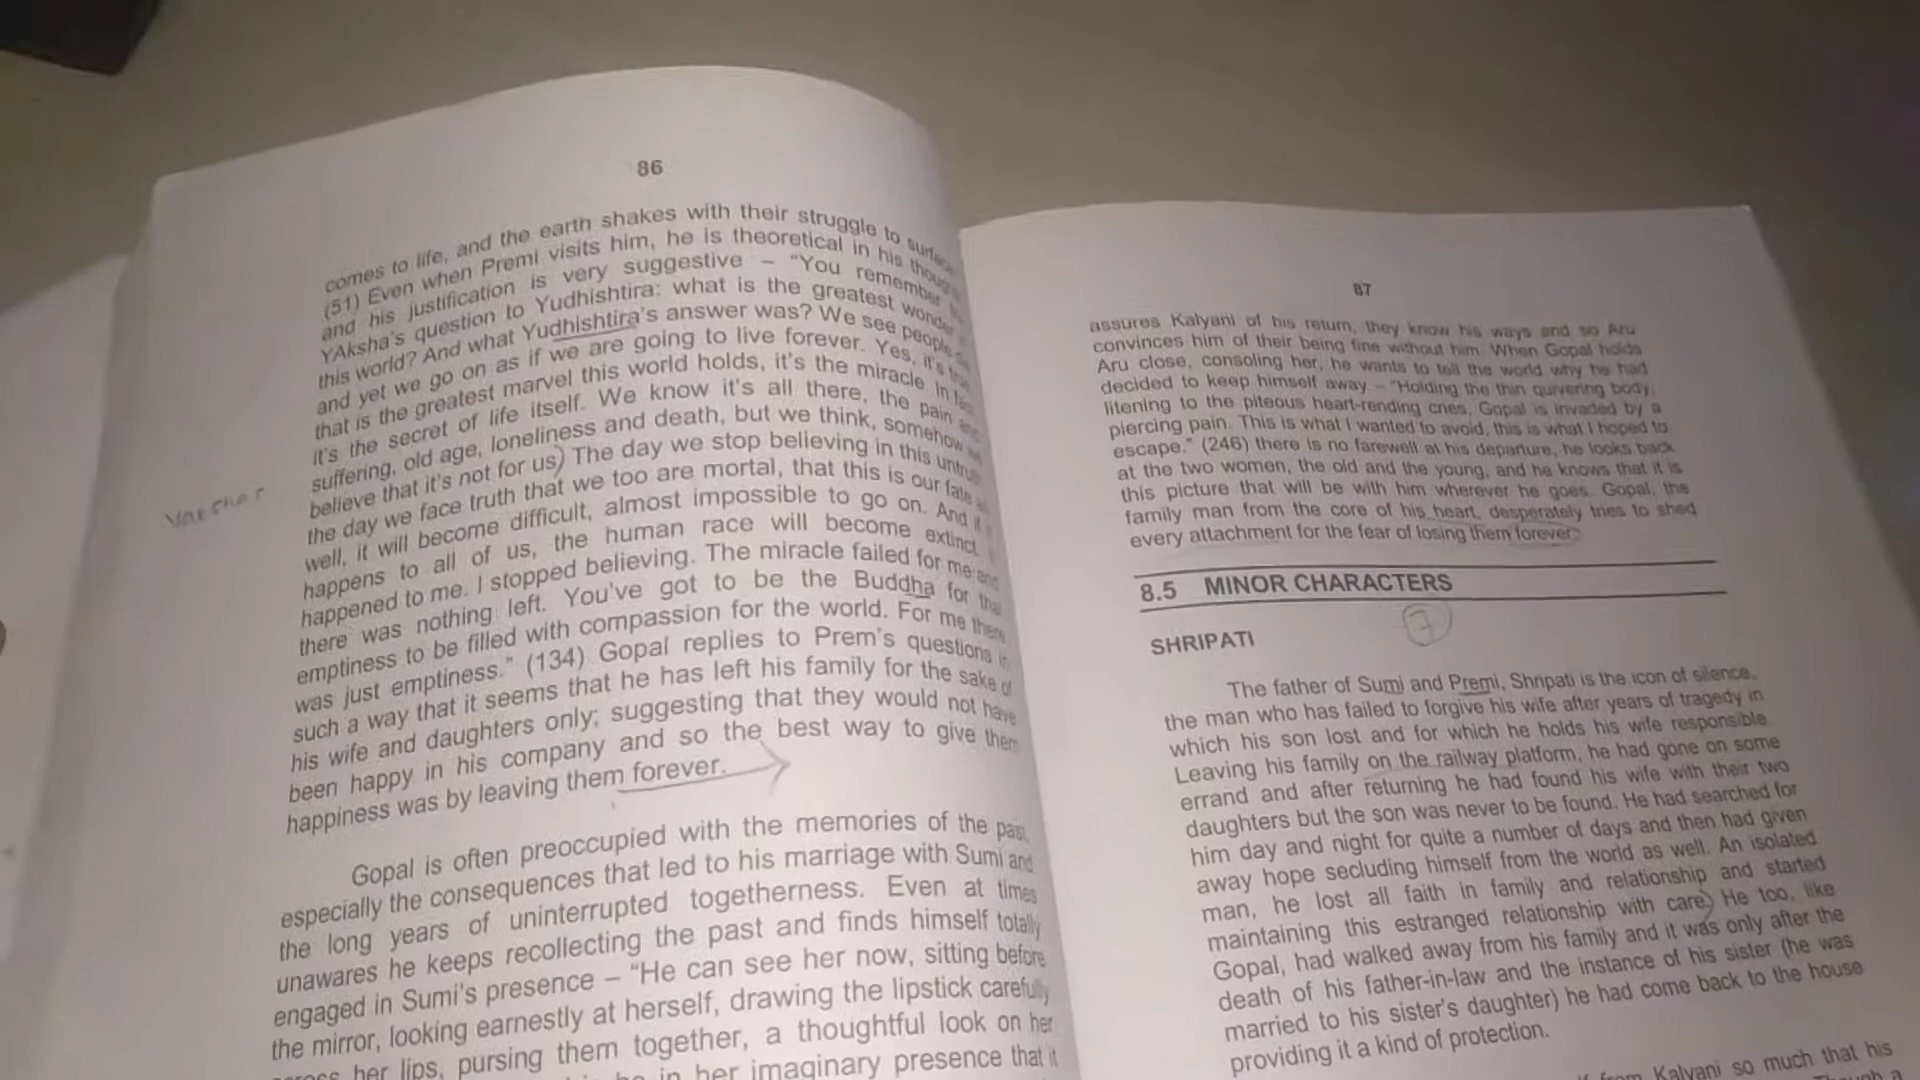 86
comes to life, and the earth shakes with their struggle to
(51) Even when Premi visits him, he is theoretical in his
and his justification is very suggestive – "You remember
YAksha's question to Yudhishtira: what is the greatest wonder
this world? And what Yudhishtira's answer was? We see people
and yet we go on as if we are going to live forever. Yes, it's
that is the greatest marvel this world holds, it's the miracle. In
it's the secret of life itself. We know it's all there, the pain
suffering, old age, loneliness and death, but we think, somehow
believe that it's not for us) The day we stop believing in this
the day we face truth that we too are mortal, that this is our fate
well, it will become difficult, almost impossible to go on. And
happens to all of us, the human race will become extinct
happened to me. I stopped believing. The miracle failed for me
there was nothing left. You've got to be the Buddha for
emptiness to be filled with compassion for the world. For me there
was just emptiness." (134) Gopal replies to Prem's questions
such a way that it seems that he has left his family for the sake of
his wife and daughters only; suggesting that they would not have
been happy in his company and so the best way to give them
happiness was by leaving them forever.
Gopal is often preoccupied with the memories of the past,
especially the consequences that led to his marriage with Sumi and
the long years of uninterrupted togetherness. Even at times
unawares he keeps recollecting the past and finds himself totally
engaged in Sumi's presence – "He can see her now, sitting before
the mirror, looking earnestly at herself, drawing the lipstick carefully
her lips, pursing them together, a thoughtful look on her
in her imaginary presence that it
87
assures Kalyani of his return, they know his ways and so Aru
convinces him of their being fine without him. When Gopal holds
Aru close, consoling her, he wants to tell the world why he had
decided to keep himself away – "Holding the thin quivering body,
litening to the piteous heart-rending cries, Gopal is invaded by a
piercing pain. This is what I wanted to avoid, this is what I hoped to
escape." (246) there is no farewell at his departure, he looks back
at the two women, the old and the young, and he knows that it is
this picture that will be with him wherever he goes. Gopal, the
family man from the core of his heart, desperately tries to shed
every attachment for the fear of losing them forever.
8.5 MINOR CHARACTERS
7
SHRIPATI
The father of Sumi and Premi, Shripati is the icon of silence,
the man who has failed to forgive his wife after years of tragedy in
which his son lost and for which he holds his wife responsible.
Leaving his family on the railway platform, he had gone on some
errand and after returning he had found his wife with their two
daughters but the son was never to be found. He had searched for
him day and night for quite a number of days and then had given
away hope secluding himself from the world as well. An isolated
man, he lost all faith in family and relationship and started
maintaining this estranged relationship with care) He too, like
Gopal, had walked away from his family and it was only after the
death of his father-in-law and the instance of his sister (he was
married to his sister's daughter) he had come back to the house
providing it a kind of protection.
from Kalyani so much that his